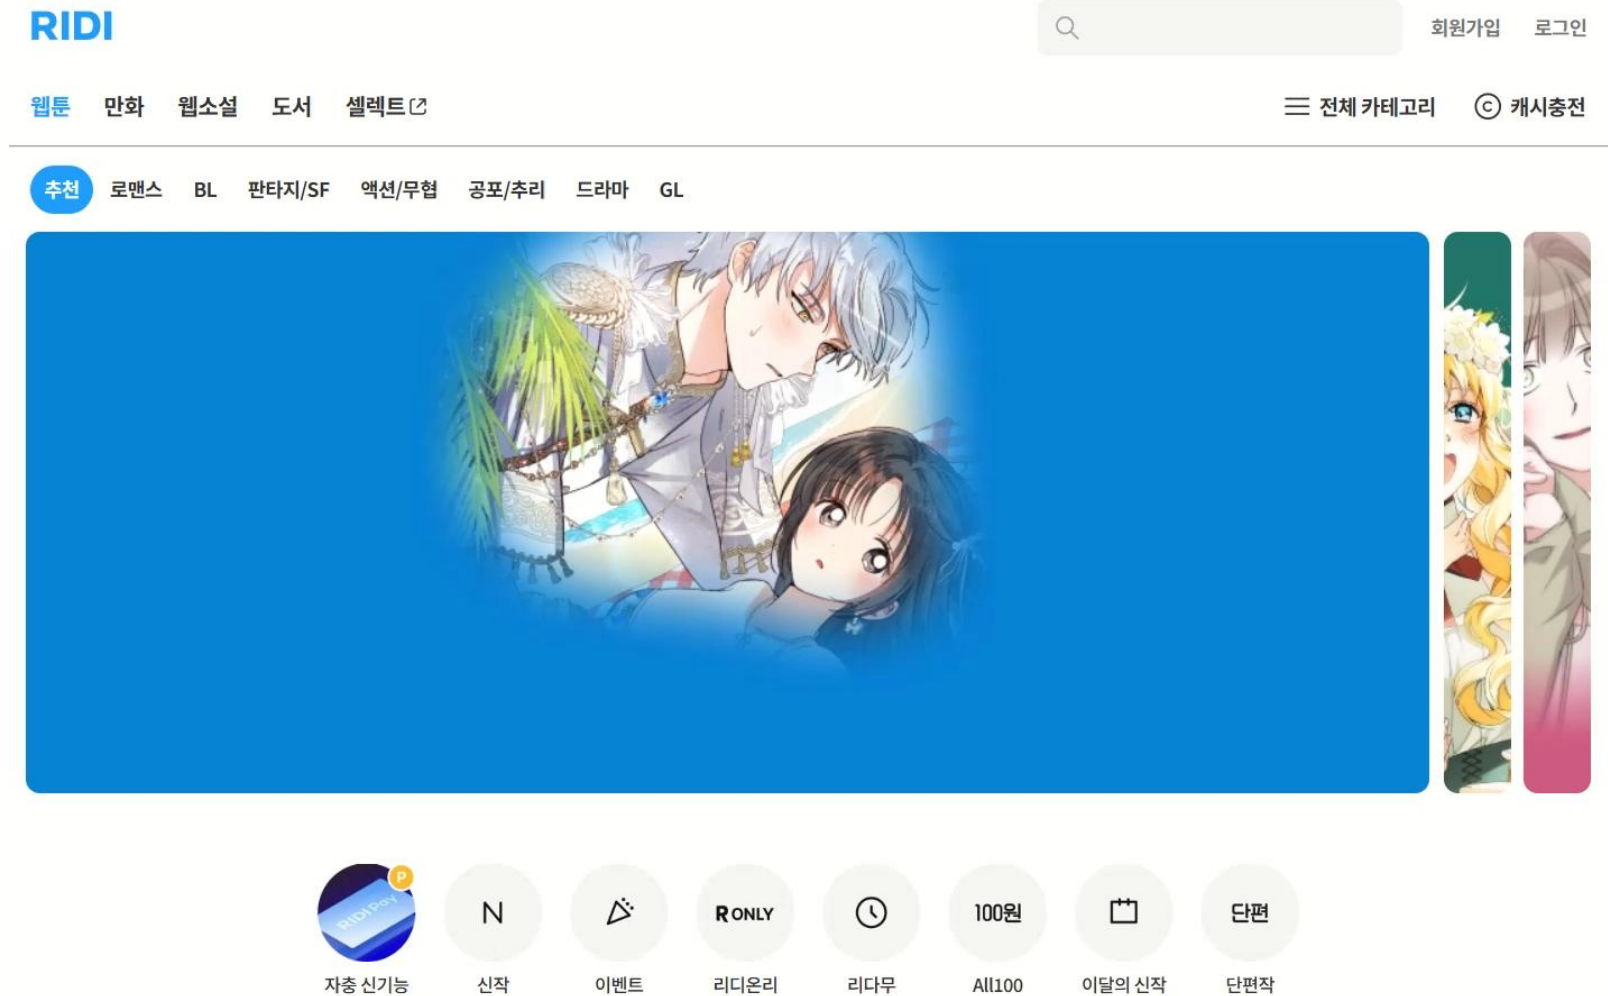 RIDI
회원가입 로그인
웹툰 만화 웹소설 도서 셀렉트 전체 카테고리 C 캐시충전
추천 로맨스 BL 판타지/SF 액션/무협 공포/추리 드라마 GL
P
RIDI Pay
N R ONLY 100원 단편
자충 신기능 신작 이벤트 리디온리 리다무 All100 이달의 신작 단편작